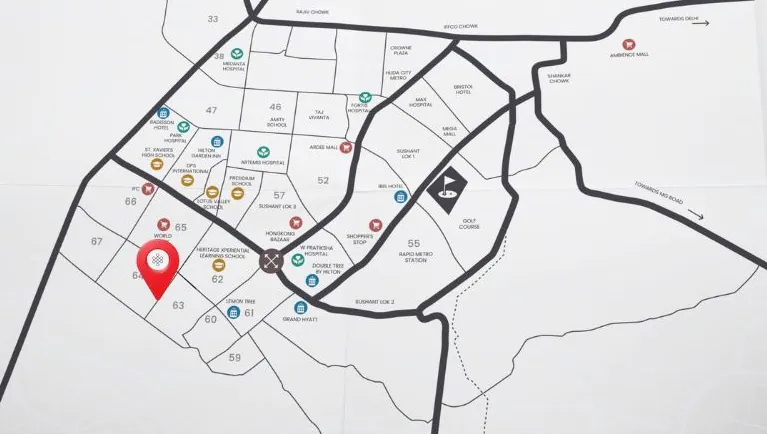 33
RAJIV CHOWK
IFFCO CHOWK
TOWARDS DELHI
AMBIENCE MALL
38
MEDANTA
HOSPITAL
CROWNE
PLAZA
HUDA CITY
METRO
SHANKAR
CHOWK
BRISTOL
HOTEL
MAX
HOSPITAL
FORTIS
HOSPITAL
47
46
AMITY
SCHOOL
TAJ
VIVANTA
RADISSON
HOTEL
PARK
HOSPITAL
MEGA
MALL
ST. XAVIER'S
HIGH SCHOOL
HILTON
GARDEN INN
ARDEE MALL
SUSHANT
LOK 1
DPS
INTERNATIONAL
ARTEMIS HOSPITAL
PRESIDIUM
SCHOOL
52
IBIS HOTEL
TOWARDS MG ROAD
IFC
66
LOTUS VALLEY
SCHOOL
57
SUSHANT LOK 3
GOLF
COURSE
65
WORLD
HONGKONG
BAZAAR
SHOPPER'S
STOP
67
HERITAGE XPERIENTIAL
LEARNING SCHOOL
W PRATIKSHA
HOSPITAL
55
RAPID METRO
STATION
62
DOUBLE TREE
BY HILTON
63
LEMON TREE
60
61
SUSHANT LOK 2
GRAND HYATT
59